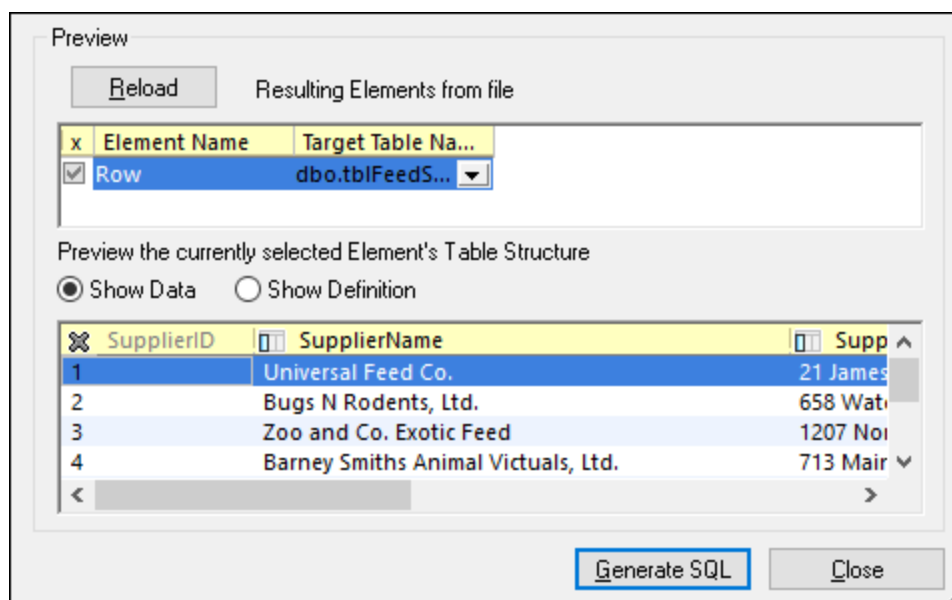 Preview
Reload Resulting Elements from file
x Element Name Target Table Na...
Row dbo.tblFeedS...
Preview the currently selected Element's Table Structure
Show Data Show Definition
SupplierID SupplierName Supp
1 Universal Feed Co. 21 James
2 Bugs N Rodents, Ltd. 658 Wat
3 Zoo and Co. Exotic Feed 1207 Nor
4 Barney Smiths Animal Victuals, Ltd. 713 Main
Generate SQL Close